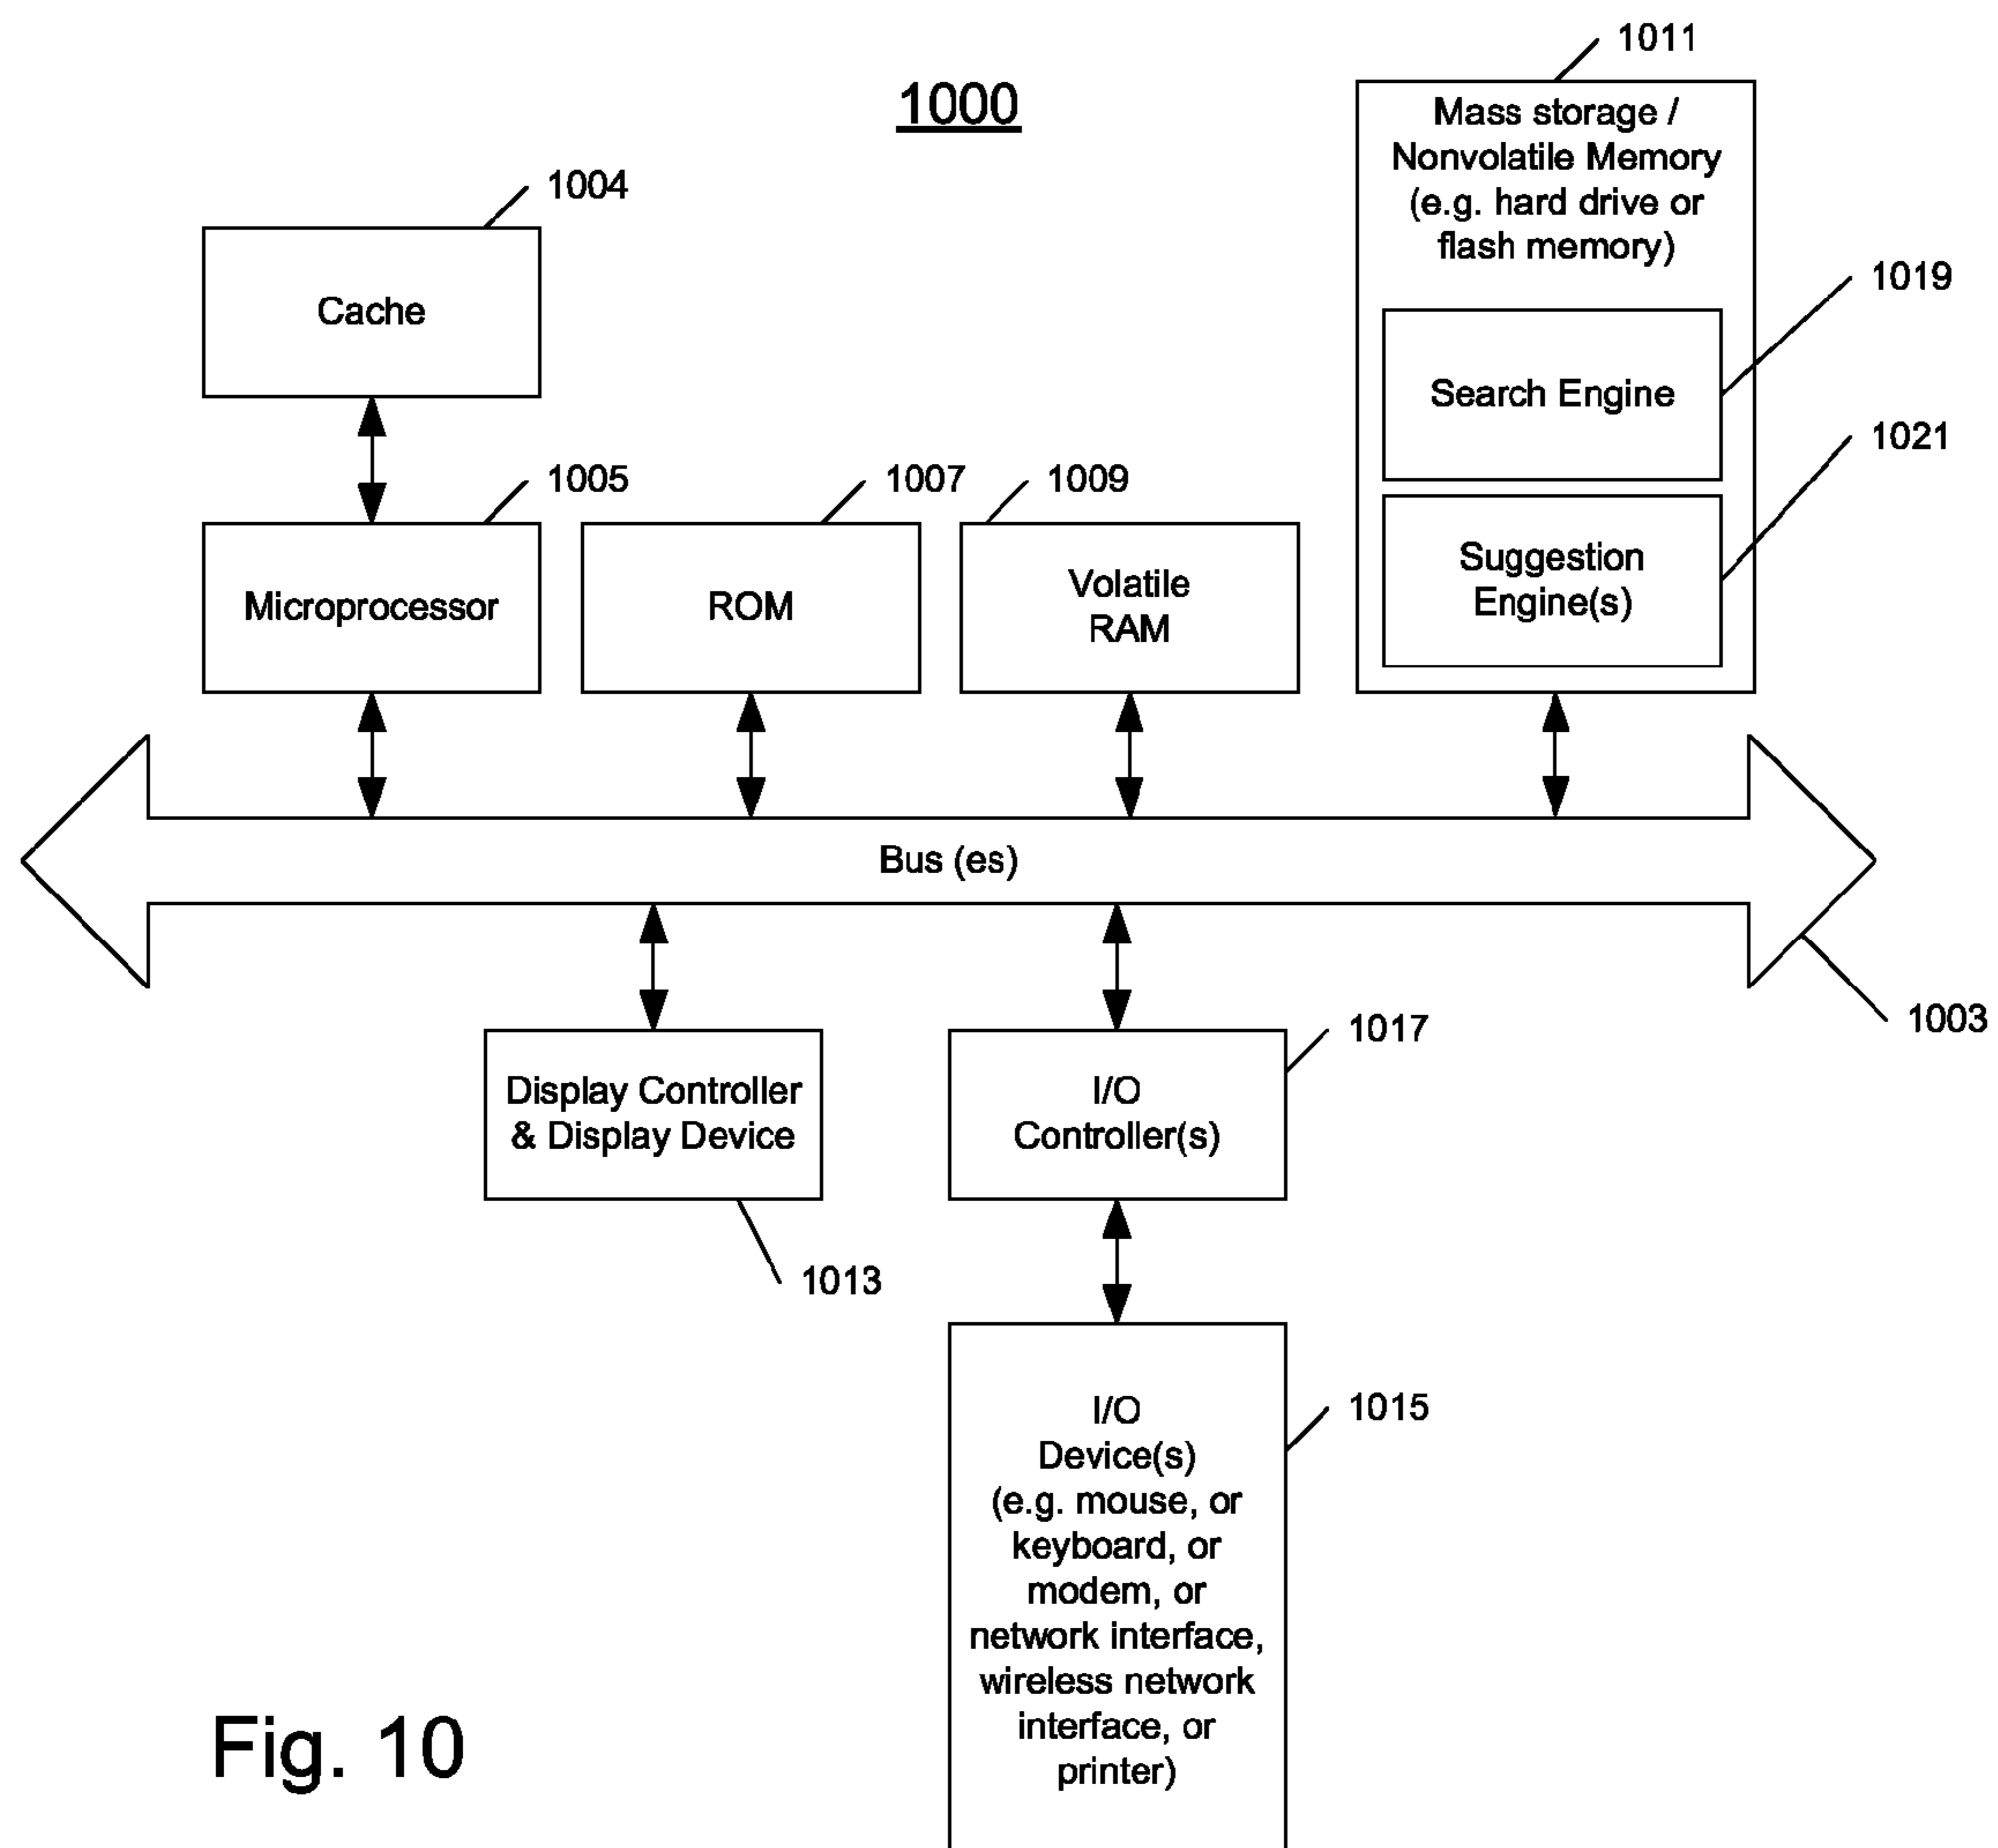 1011
1000
Mass storage /
Nonvolatile Memory
(e.g. hard drive or
flash memory)
1004
Cache
1019
Search Engine
1021
1005
1007
1009
Microprocessor
ROM
Volatile
RAM
Suggestion
Engine(s)
Bus (es)
1003
1017
Display Controller
& Display Device
I/O
Controller(s)
1013
1015
I/O
Device(s)
(e.g. mouse, or
keyboard, or
modem, or
network interface,
wireless network
interface, or
printer)
Fig. 10